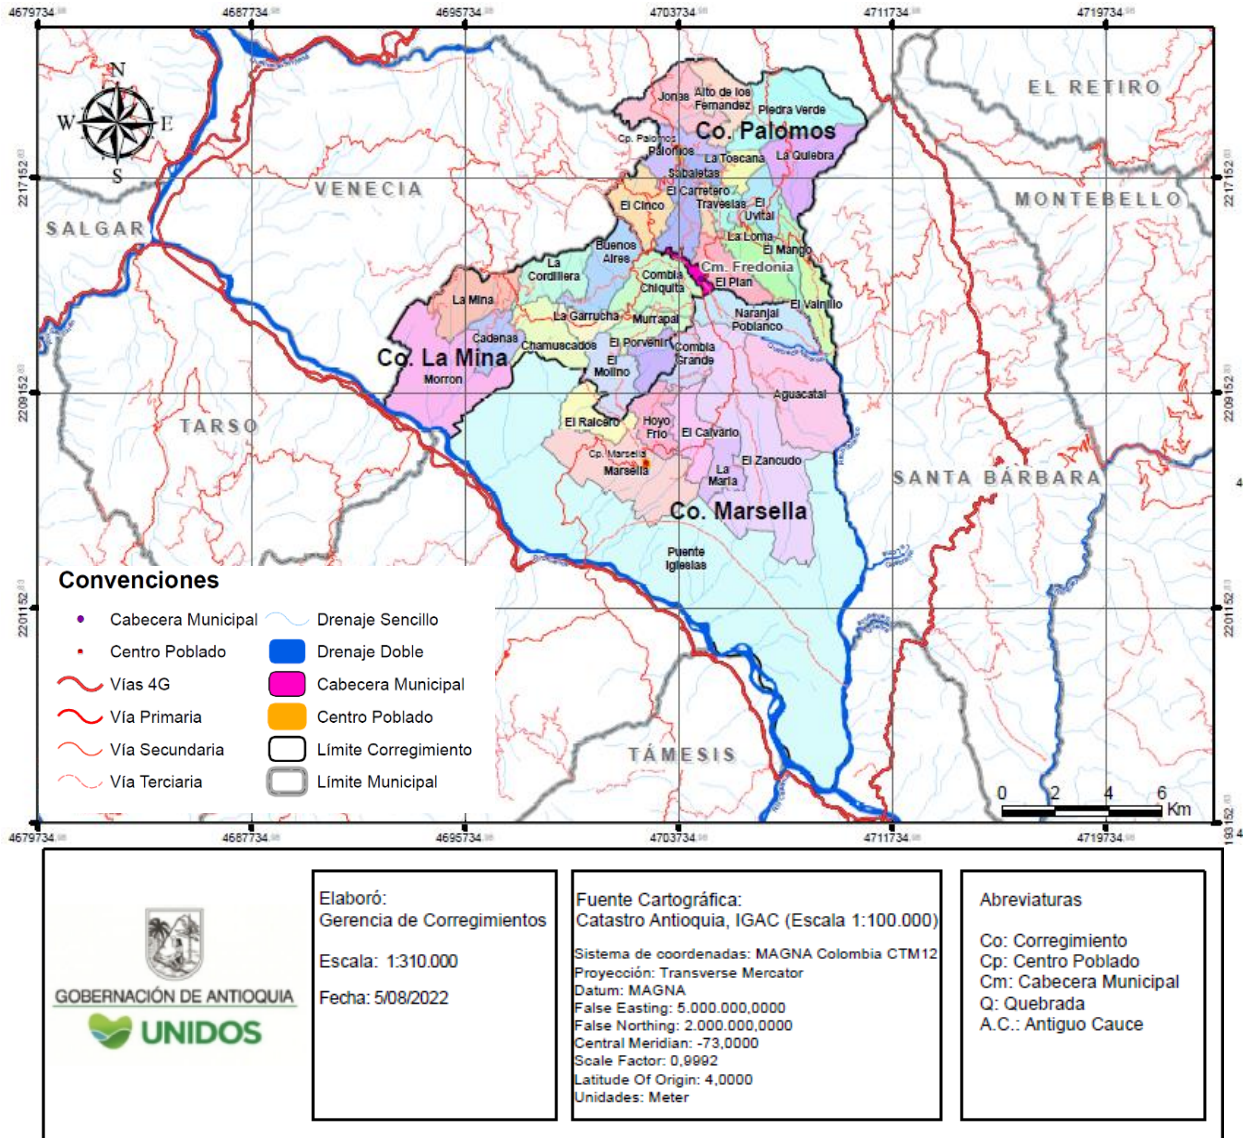 4679734
4687734
4695734
4703734
4711734
4719734
N
W
E
S
2217152
2209152
2201152
EL RETIRO
VENECIA
MONTEBELLO
SALGAR
TARSO
SANTA BÁRBARA
TÁMESIS
Jonas
Alto de los
Fernandez
Piedra Verde
Co. Palomos
Cp. Palomos
Palomos
La Toscana
La Quiebra
Sabaletas
El Carretero
Travesias
El
Uvital
El Cinco
La Loma
El Mango
Buenos
Aires
La
Cordillera
Cm. Fredonia
Combia
Chiquita
El Plan
La Mina
El Vainillo
La Garrucha
Murrapal
Naranjal
Poblanco
Cadenas
Chamuscados
El Porvenir
Combia
Grande
Co. La Mina
El
Molino
Morron
Aguacatal
El Raicero
Hoyo
Frio
El Calvario
Cp. Marsella
Marsella
El Zancudo
La
Maria
Co. Marsella
Puente
Iglesias
Convenciones
Cabecera Municipal
Drenaje Sencillo
Centro Poblado
Drenaje Doble
Vías 4G
Cabecera Municipal
Vía Primaria
Centro Poblado
Vía Secundaria
Límite Corregimiento
Vía Terciaria
Límite Municipal
0 2 4 6
Km
4679734
4687734
4695734
4703734
4711734
4719734
GOBERNACIÓN DE ANTIOQUIA
UNIDOS
Elaboró:
Gerencia de Corregimientos
Escala: 1:310.000
Fecha: 5/08/2022
Fuente Cartográfica:
Catastro Antioquia, IGAC (Escala 1:100.000)
Sistema de coordenadas: MAGNA Colombia CTM12
Proyección: Transverse Mercator
Datum: MAGNA
False Easting: 5.000.000,0000
False Northing: 2.000.000,0000
Central Meridian: -73,0000
Scale Factor: 0,9992
Latitude Of Origin: 4,0000
Unidades: Meter
Abreviaturas
Co: Corregimiento
Cp: Centro Poblado
Cm: Cabecera Municipal
Q: Quebrada
A.C.: Antiguo Cauce